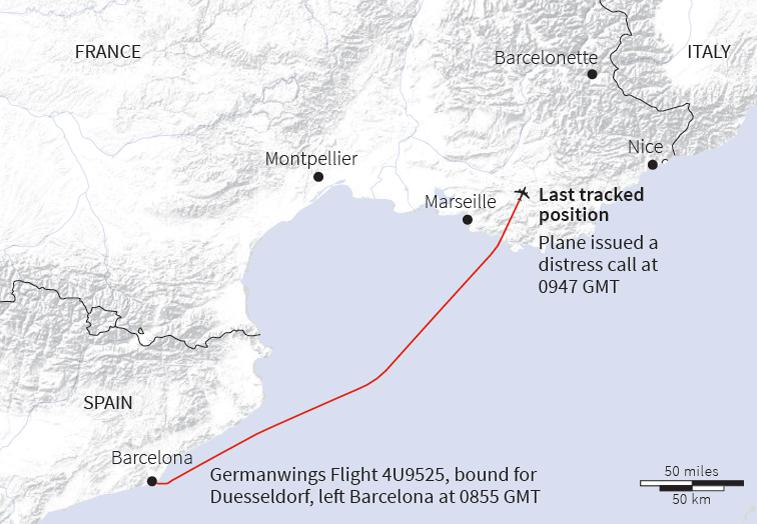 FRANCE
ITALY
Barcelonette
Nice
Montpellier
Marseille
Last tracked
position
Plane issued a
distress call at
0947 GMT
SPAIN
Barcelona
Germanwings Flight 4U9525, bound for
Duesseldorf, left Barcelona at 0855 GMT
50 miles
50 km